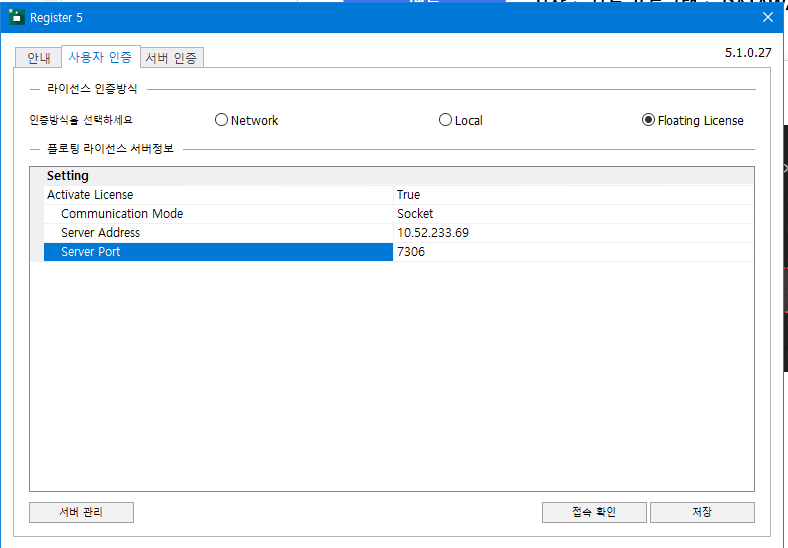 Register 5
안내 사용자 인증 서버 인증 5.1.0.27
라이선스 인증방식
인증방식을 선택하세요 Network Local Floating License
플로팅 라이선스 서버정보
Setting
Activate License True
Communication Mode Socket
Server Address 10.52.233.69
Server Port 7306
서버 관리 접속 확인 저장